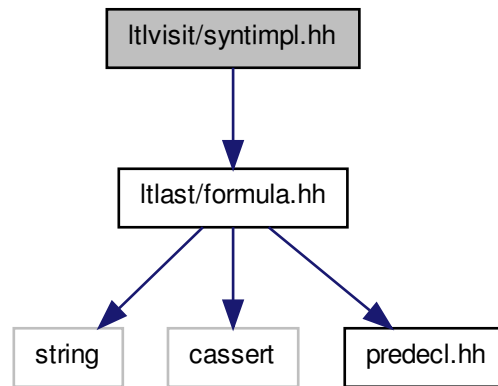 ltlvisit/syntimpl.hh
ltlast/formula.hh
string
cassert
predecl.hh